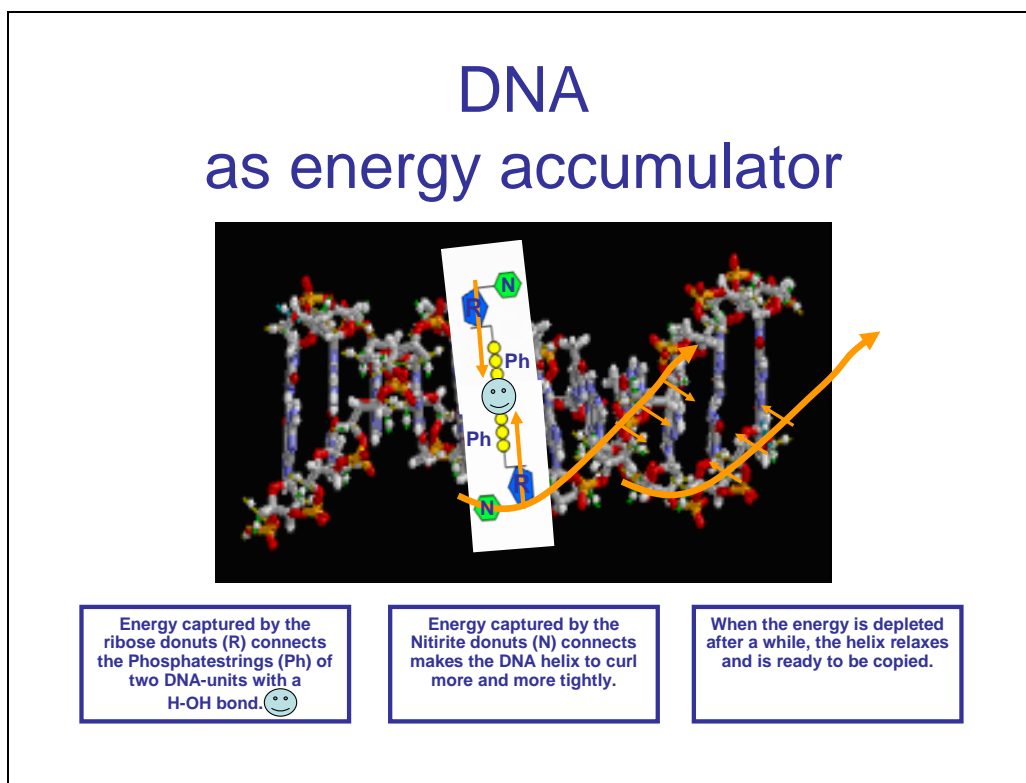 DNA
as energy accumulator
N
R
Ph
Ph
R
N
Energy captured by the
ribose donuts (R) connects
the Phosphatestrings (Ph) of
two DNA-units with a
H-OH bond.
Energy captured by the
Nitirite donuts (N) connects
makes the DNA helix to curl
more and more tightly.
When the energy is depleted
after a while, the helix relaxes
and is ready to be copied.